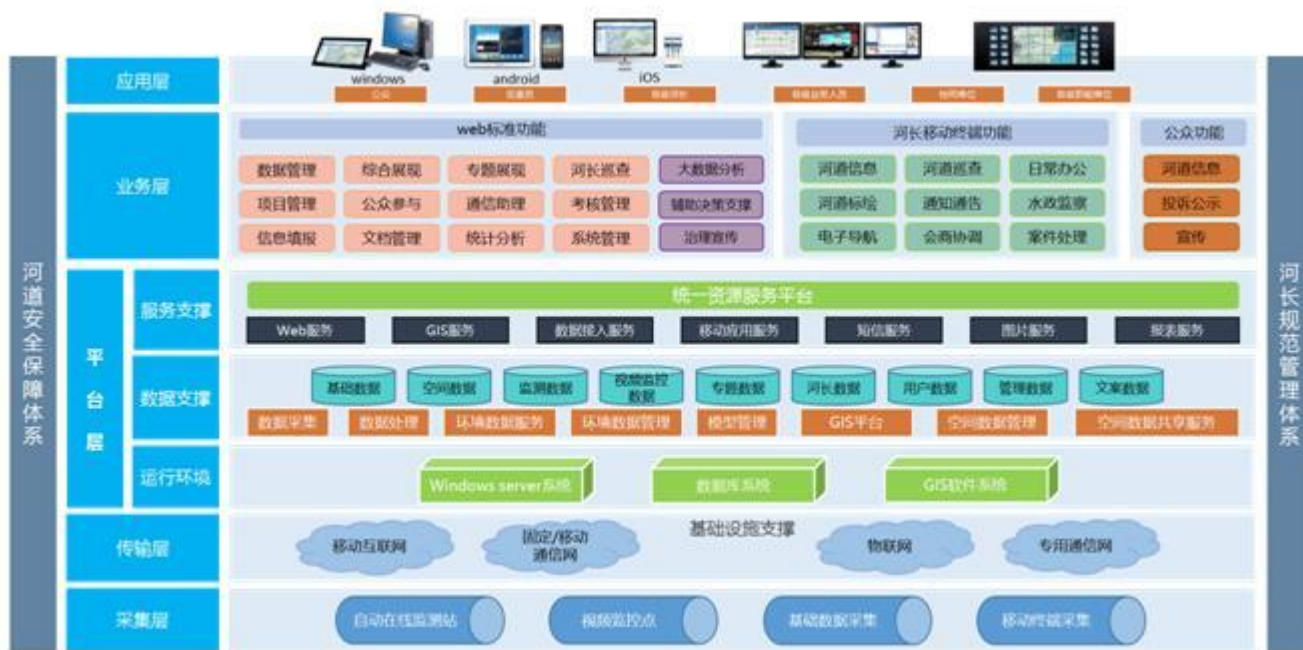 应用层
windows
android
iOS
公众
业务层
web标准功能
数据管理
综合展现
专题展现
河长巡查
大数据分析
项目管理
公众参与
通信助理
考核管理
辅助决策支撑
信息填报
文档管理
统计分析
系统管理
治理宣传
河长移动终端功能
河道信息
河道巡查
日常办公
河道标绘
通知通告
水政监察
电子导航
会商协调
案件处理
公众功能
河道信息
投诉公示
宣传
河道安全保障体系
河长规范管理体系
平台层
服务支撑
统一资源服务平台
Web服务
GIS服务
数据接入服务
移动应用服务
短信服务
图片服务
报表服务
数据支撑
基础数据
空间数据
监测数据
视频监控
数据
专题数据
河长数据
用户数据
管理数据
文案数据
数据采集
数据处理
环境数据服务
环境数据管理
模型管理
GIS平台
空间数据管理
空间数据共享服务
运行环境
Windows server系统
数据库系统
GIS软件系统
传输层
基础设施支撑
移动互联网
固定/移动
通信网
物联网
专用通信网
采集层
自动在线监测站
视频监控点
基础数据采集
移动终端采集